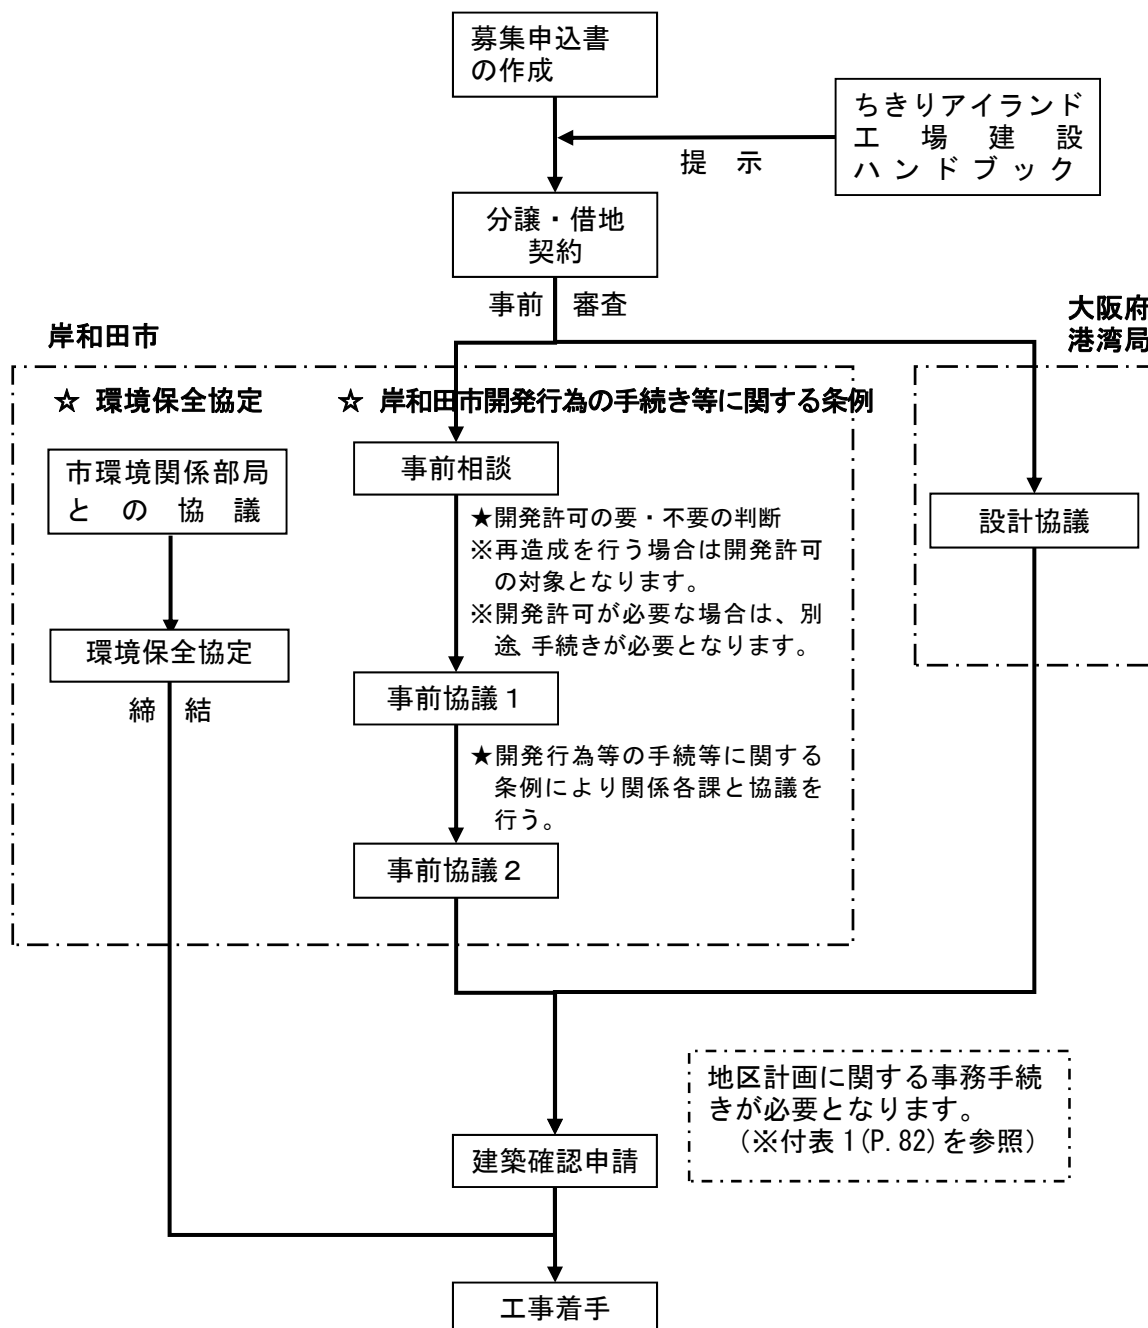 募集申込書
の作成
ちきりアイランド
工場建設
ハンドブック
提 示
分譲・借地
契約
事前 審査
大阪府
港湾局
岸和田市
☆ 環境保全協定
☆ 岸和田市開発行為の手続き等に関する条例
市環境関係部局
との協議
事前相談
★開発許可の要・不要の判断
※再造成を行う場合は開発許可
の対象となります。
※開発許可が必要な場合は、別
途、手続きが必要となります。
設計協議
環境保全協定
締 結
事前協議1
★開発行為等の手続等に関する
条例により関係各課と協議を
行う。
事前協議2
地区計画に関する事務手続
きが必要となります。
(※付表1(P.82)を参照)
建築確認申請
工事着手